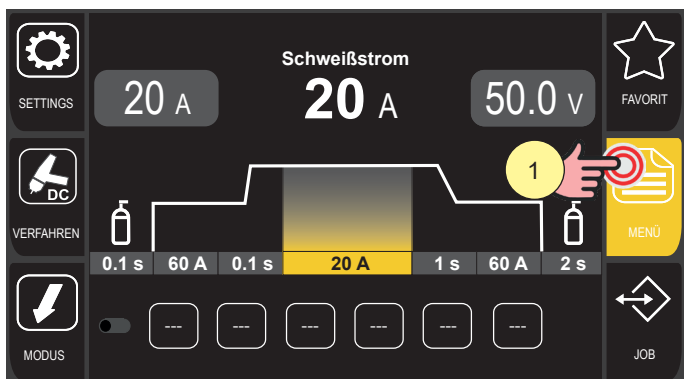 SETTINGS
Schweißstrom
20 A
20 A
50.0 V
FAVORIT
1
DC
VERFAHREN
MENÜ
0.1 s 60 A 0.1 s 20 A 1 s 60 A 2 s
--- --- --- --- --- ---
MODUS
JOB